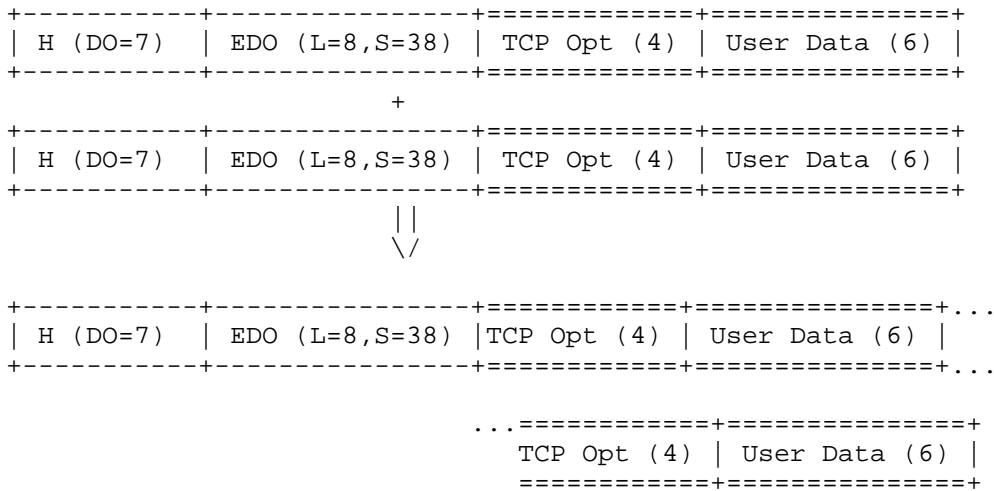 +-----------+----------------+=============+===============+
| H (DO=7)  | EDO (L=8,S=38) | TCP Opt (4) | User Data (6) |
+-----------+----------------+=============+===============+
                        +
+-----------+----------------+=============+===============+
| H (DO=7)  | EDO (L=8,S=38) | TCP Opt (4) | User Data (6) |
+-----------+----------------+=============+===============+
                        ||
                        \/
+-----------+----------------+============+===============+...
| H (DO=7)  | EDO (L=8,S=38) |TCP Opt (4) | User Data (6) |
+-----------+----------------+============+===============+...
                             ...============+===============+
                                TCP Opt (4) | User Data (6) |
                                ============+===============+